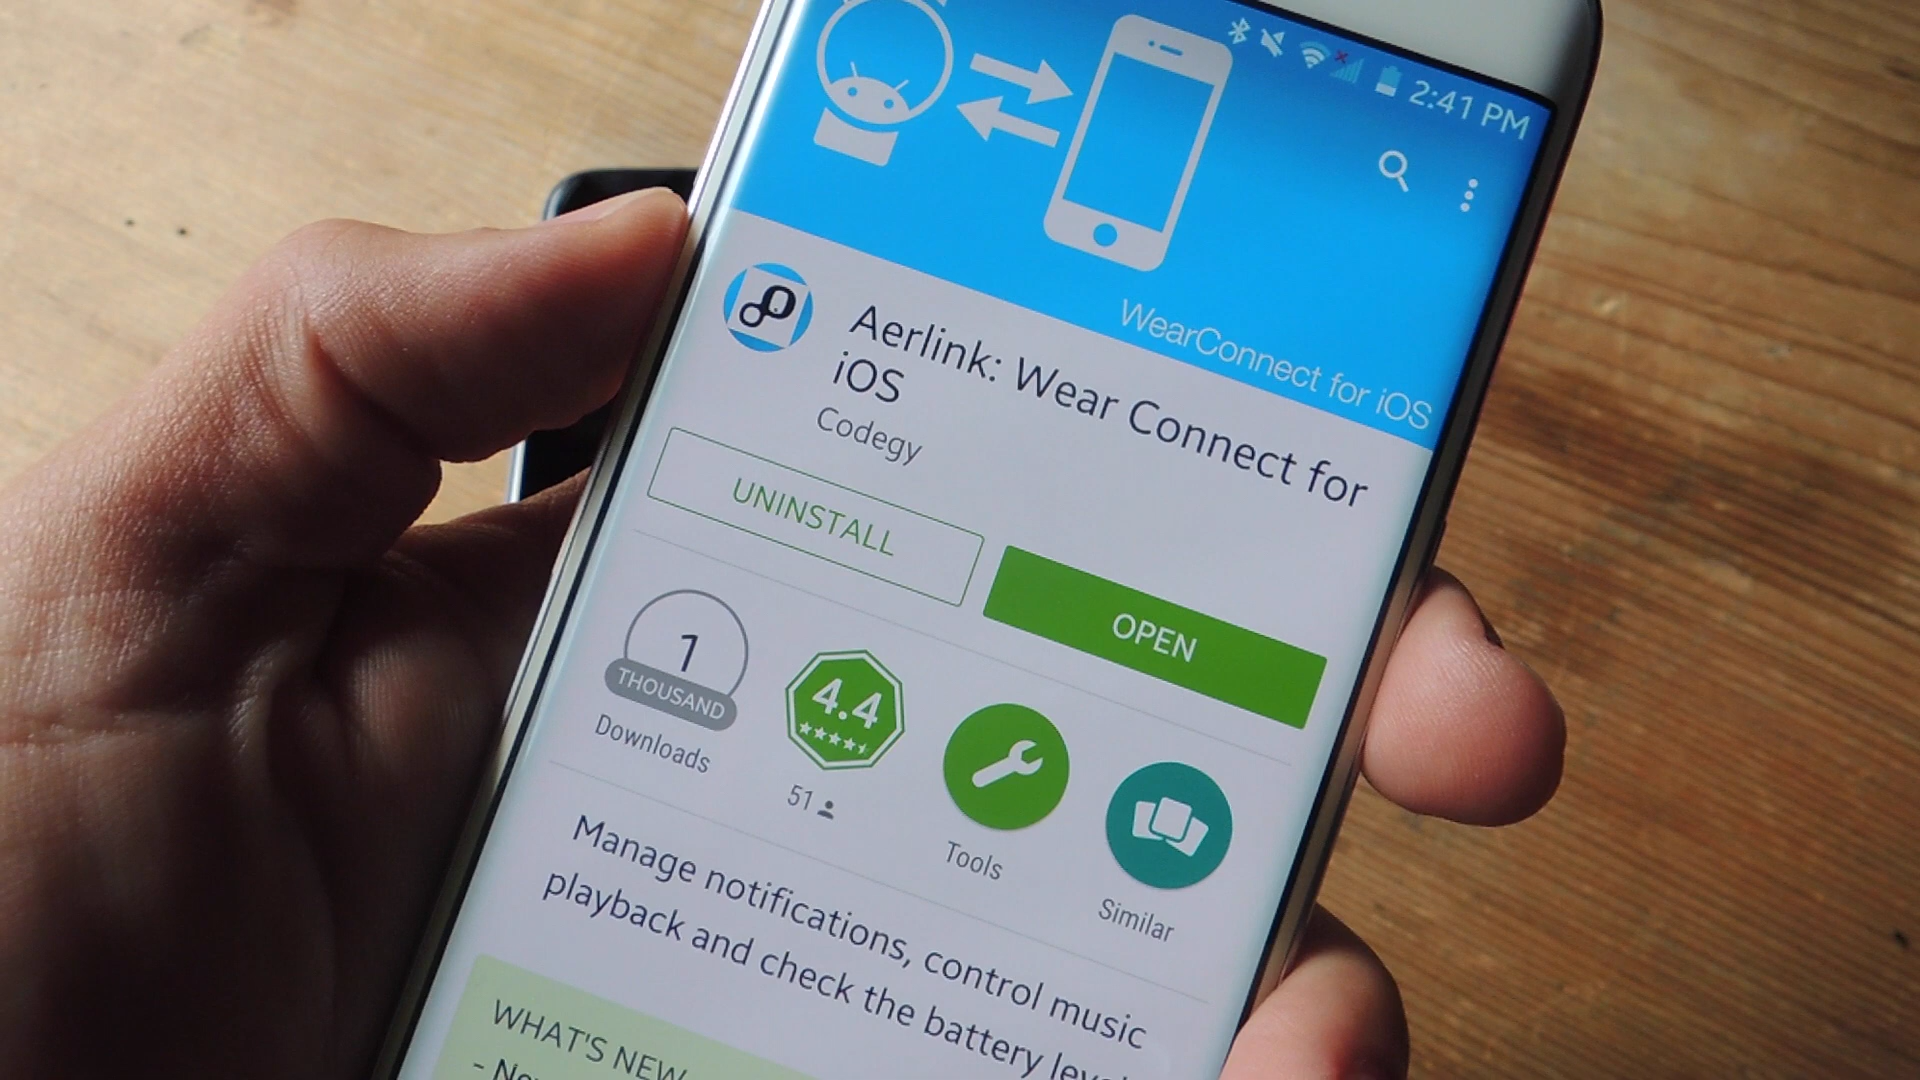 2:41 PM
WearConnect for iOS
Aerlink: Wear Connect for
iOS
Codegy
UNINSTALL
OPEN
1
THOUSAND
Downloads
4.4
51
Tools
Similar
Manage notifications, control music
playback and check the battery
WHAT'S NEW
-